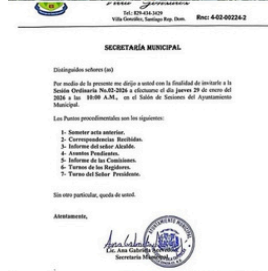 Tel.: 829-434-3429
Villa González, Santiago Rep. Dom.
Rnc: 4-02-00224-2
SECRETARÍA MUNICIPAL
Distinguidos señores (as)
Por medio de la presente me dirijo a usted con la finalidad de invitarle a la
Sesión Ordinaria No.02-2026 a efectuarse el día jueves 29 de enero del
2026 a las 10:00 A.M., en el Salón de Sesiones del Ayuntamiento
Municipal.
Los Puntos procedimentales son los siguientes:
1- Someter acta anterior.
2- Correspondencias Recibidas.
3- Informe del señor Alcalde.
4- Asuntos Pendientes.
5- Informe de las Comisiones.
6- Turnos de los Regidores.
7- Turno del Señor Presidente.
Sin otro particular, queda de usted.
Atentamente,
Lic. Ana Gabriela
Secretaria Municipal